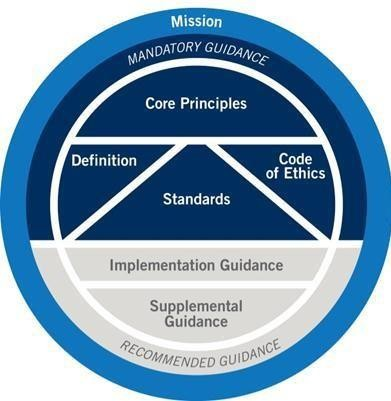 Mission
MANDATORY GUIDANCE
Core Principles
Definition
Code
of Ethics
Standards
Implementation Guidance
Supplemental
Guidance
RECOMMENDED GUIDANCE